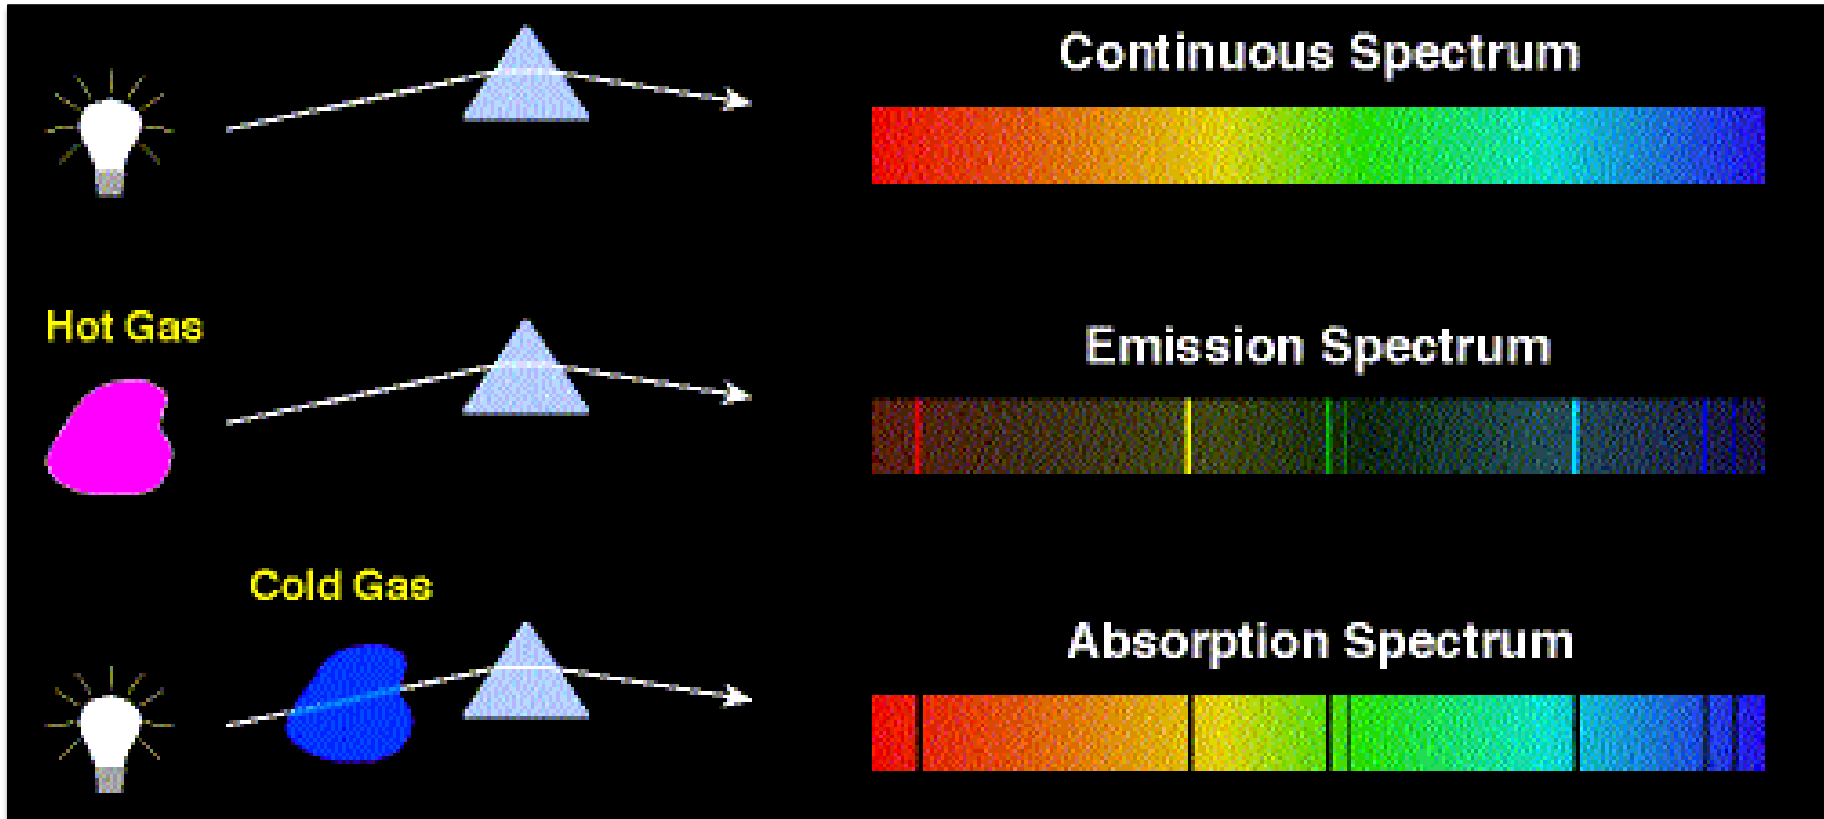 Continuous Spectrum
Hot Gas
Emission Spectrum
Cold Gas
Absorption Spectrum